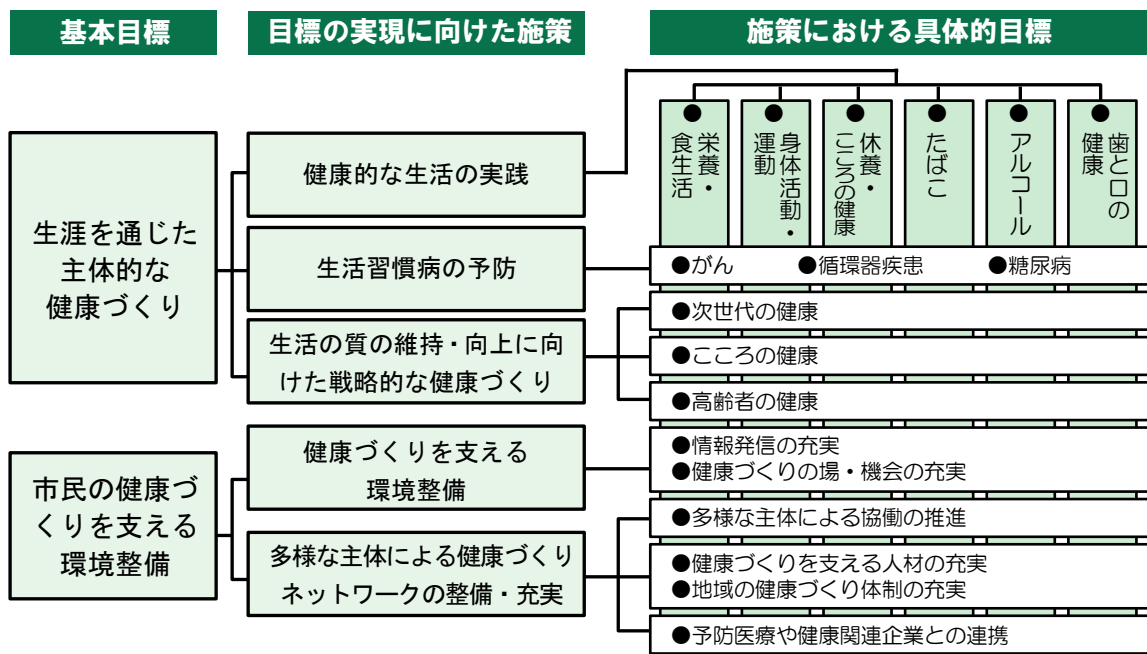 基本目標
目標の実現に向けた施策
施策における具体的目標
生涯を通じた
主体的な
健康づくり
健康的な生活の実践
栄養・
食生活
身体活動・
運動
休養・
こころの健康
たばこ
アルコール
歯と口の
健康
生活習慣病の予防
●がん ●循環器疾患 ●糖尿病
生活の質の維持・向上に向
けた戦略的な健康づくり
●次世代の健康
●こころの健康
●高齢者の健康
市民の健康づ
くりを支える
環境整備
健康づくりを支える
環境整備
●情報発信の充実
●健康づくりの場・機会の充実
多様な主体による健康づくり
ネットワークの整備・充実
●多様な主体による協働の推進
●健康づくりを支える人材の充実
●地域の健康づくり体制の充実
●予防医療や健康関連企業との連携